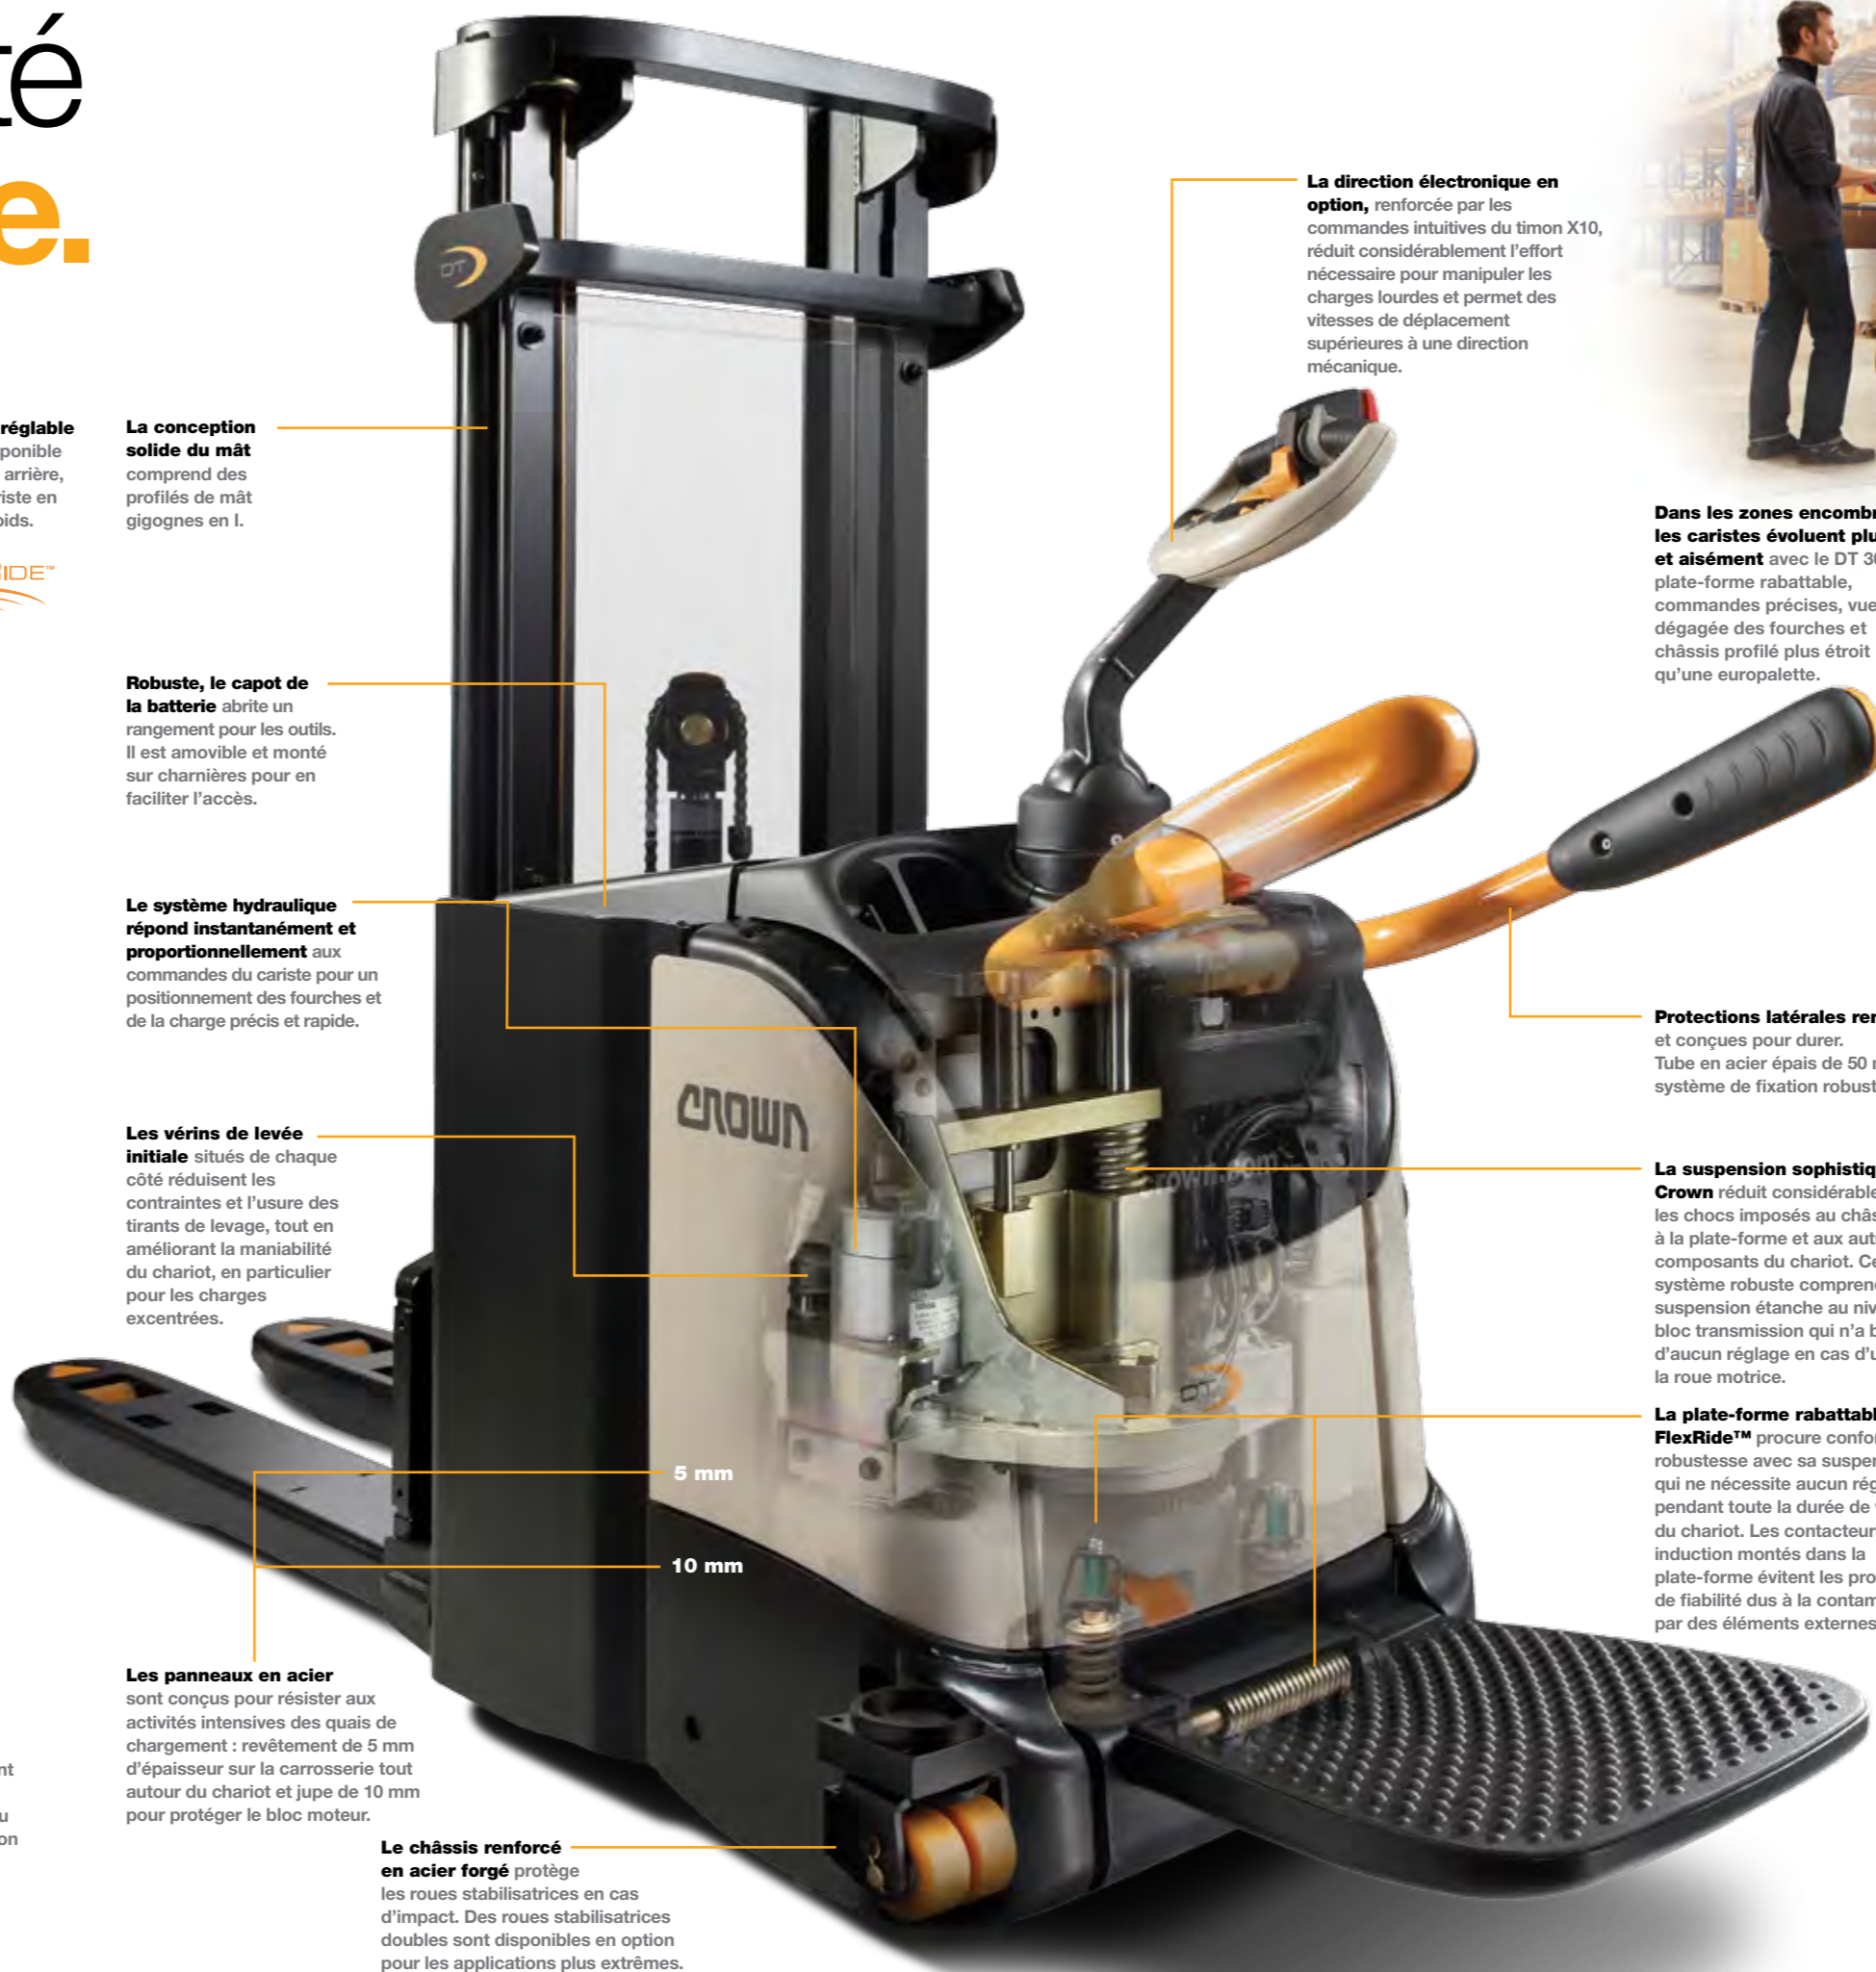 té
e.
réglable
ponible
arrière,
riste en
oids.
IDE™
La conception
solide du mât
comprend des
profilés de mât
gigognes en I.
Robuste, le capot de
la batterie abrite un
rangement pour les outils.
Il est amovible et monté
sur charnières pour en
faciliter l'accès.
Le système hydraulique
répond instantanément et
proportionnellement aux
commandes du cariste pour un
positionnement des fourches et
de la charge précis et rapide.
Les vérins de levée
initiale situés de chaque
côté réduisent les
contraintes et l'usure des
tirants de levage, tout en
améliorant la maniabilité
du chariot, en particulier
pour les charges
excentrées.
Les panneaux en acier
sont conçus pour résister aux
activités intensives des quais de
chargement : revêtement de 5 mm
d'épaisseur sur la carrosserie tout
autour du chariot et jupe de 10 mm
pour protéger le bloc moteur.
nt
u
on
Le châssis renforcé
en acier forgé protège
les roues stabilisatrices en cas
d'impact. Des roues stabilisatrices
doubles sont disponibles en option
pour les applications plus extrêmes.
DT
CROWN
crown.com
DT
5 mm
10 mm
La direction électronique en
option, renforcée par les
commandes intuitives du timon X10,
réduit considérablement l'effort
nécessaire pour manipuler les
charges lourdes et permet des
vitesses de déplacement
supérieures à une direction
mécanique.
Dans les zones encombr
les caristes évoluent plu
et aisément avec le DT 30
plate-forme rabattable,
commandes précises, vue
dégagée des fourches et
châssis profilé plus étroit
qu'une europalette.
Protections latérales ren
et conçues pour durer.
Tube en acier épais de 50 m
système de fixation robust
La suspension sophistiqu
Crown réduit considérable
les chocs imposés au châs
à la plate-forme et aux aut
composants du chariot. Ce
système robuste comprend
suspension étanche au niv
bloc transmission qui n'a b
d'aucun réglage en cas d'u
la roue motrice.
La plate-forme rabattabl
FlexRide™ procure confor
robustesse avec sa suspen
qui ne nécessite aucun rég
pendant toute la durée de v
du chariot. Les contacteur
induction montés dans la
plate-forme évitent les pro
de fiabilité dus à la contam
par des éléments externes